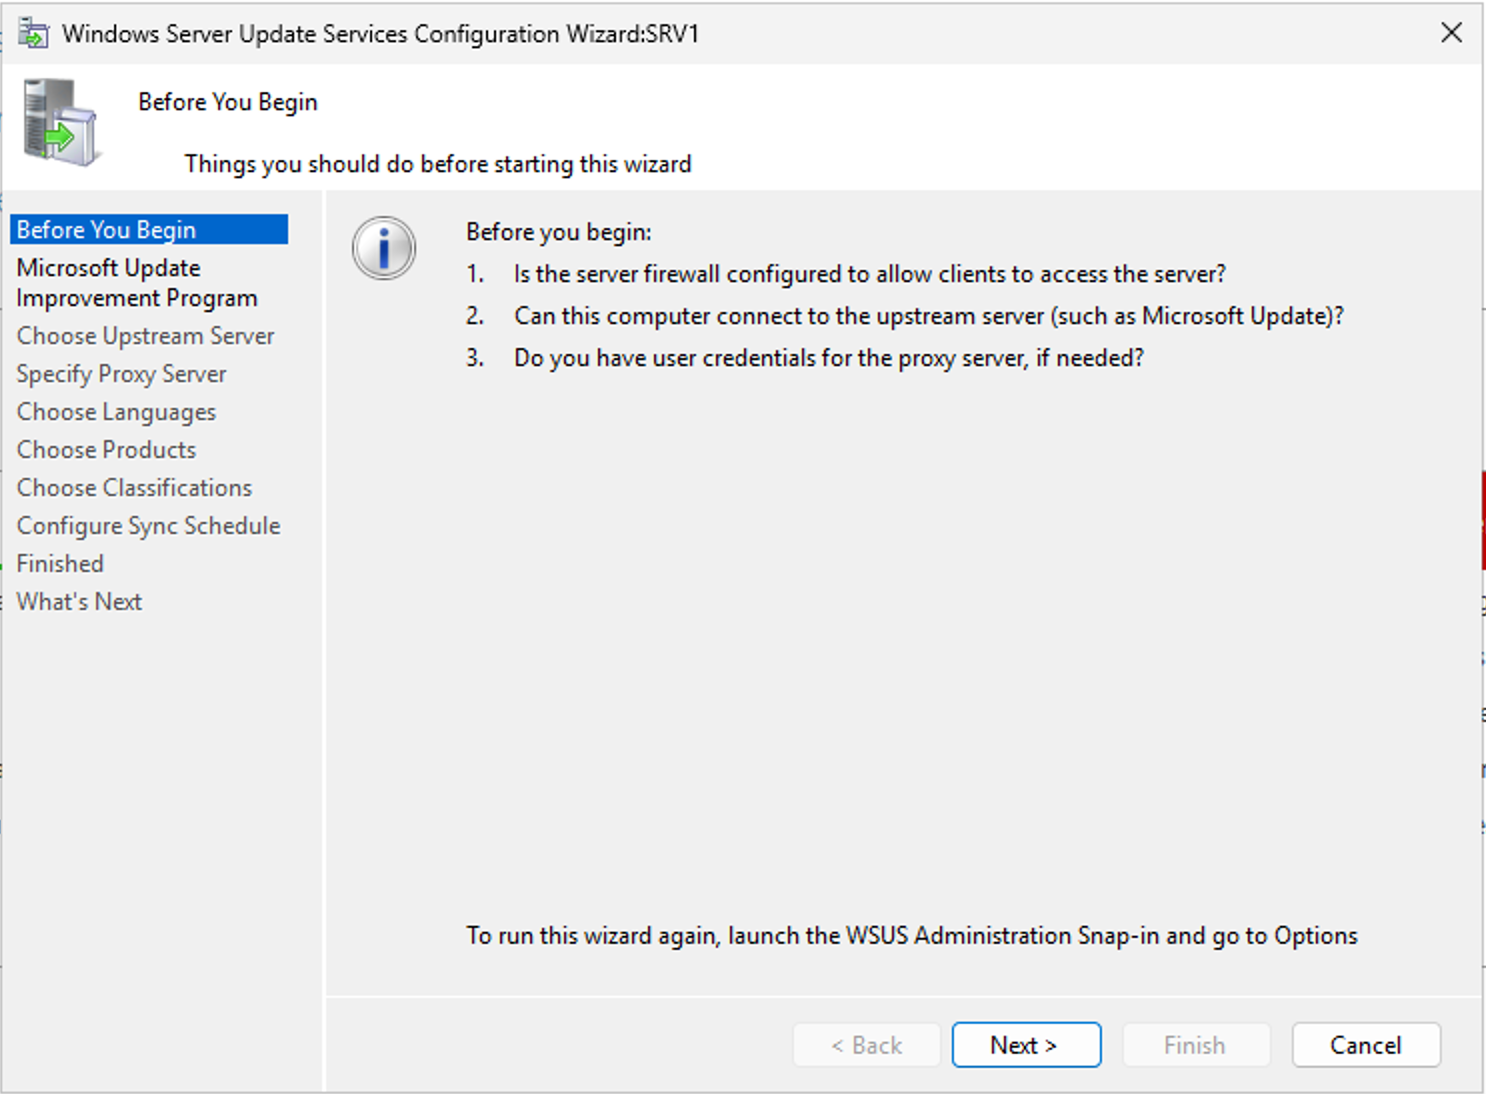 Windows Server Update Services Configuration Wizard:SRV1
Before You Begin
Things you should do before starting this wizard
Before You Begin
Microsoft Update
Improvement Program
Choose Upstream Server
Specify Proxy Server
Choose Languages
Choose Products
Choose Classifications
Configure Sync Schedule
Finished
What's Next
Before you begin:
1. Is the server firewall configured to allow clients to access the server?
2. Can this computer connect to the upstream server (such as Microsoft Update)?
3. Do you have user credentials for the proxy server, if needed?
To run this wizard again, launch the WSUS Administration Snap-in and go to Options
< Back
Next >
Finish
Cancel